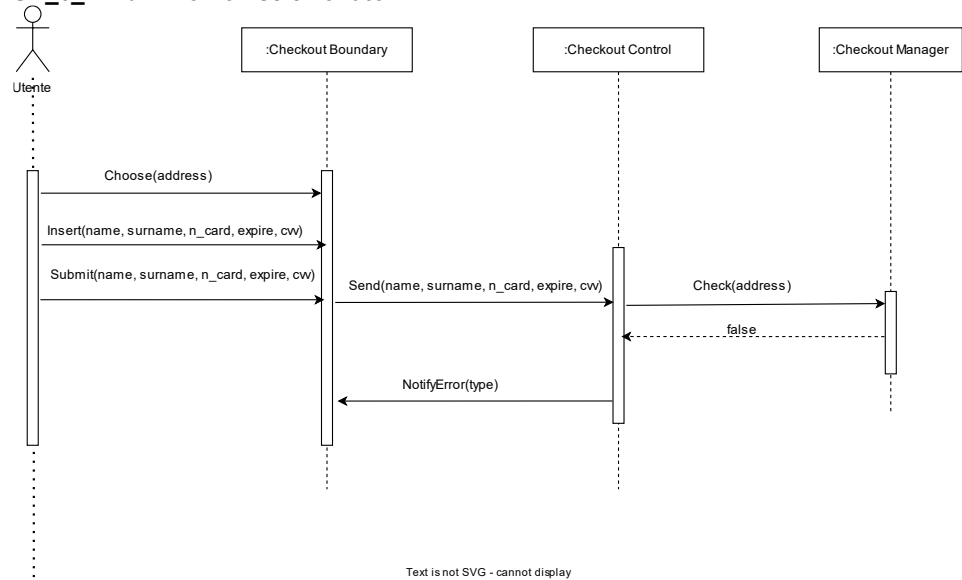 :Checkout Boundary
:Checkout Control
:Checkout Manager
Utente
Choose(address)
Insert(name, surname, n_card, expire, cvv)
Submit(name, surname, n_card, expire, cvv)
Send(name, surname, n_card, expire, cvv)
Check(address)
false
NotifyError(type)
Text is not SVG - cannot display